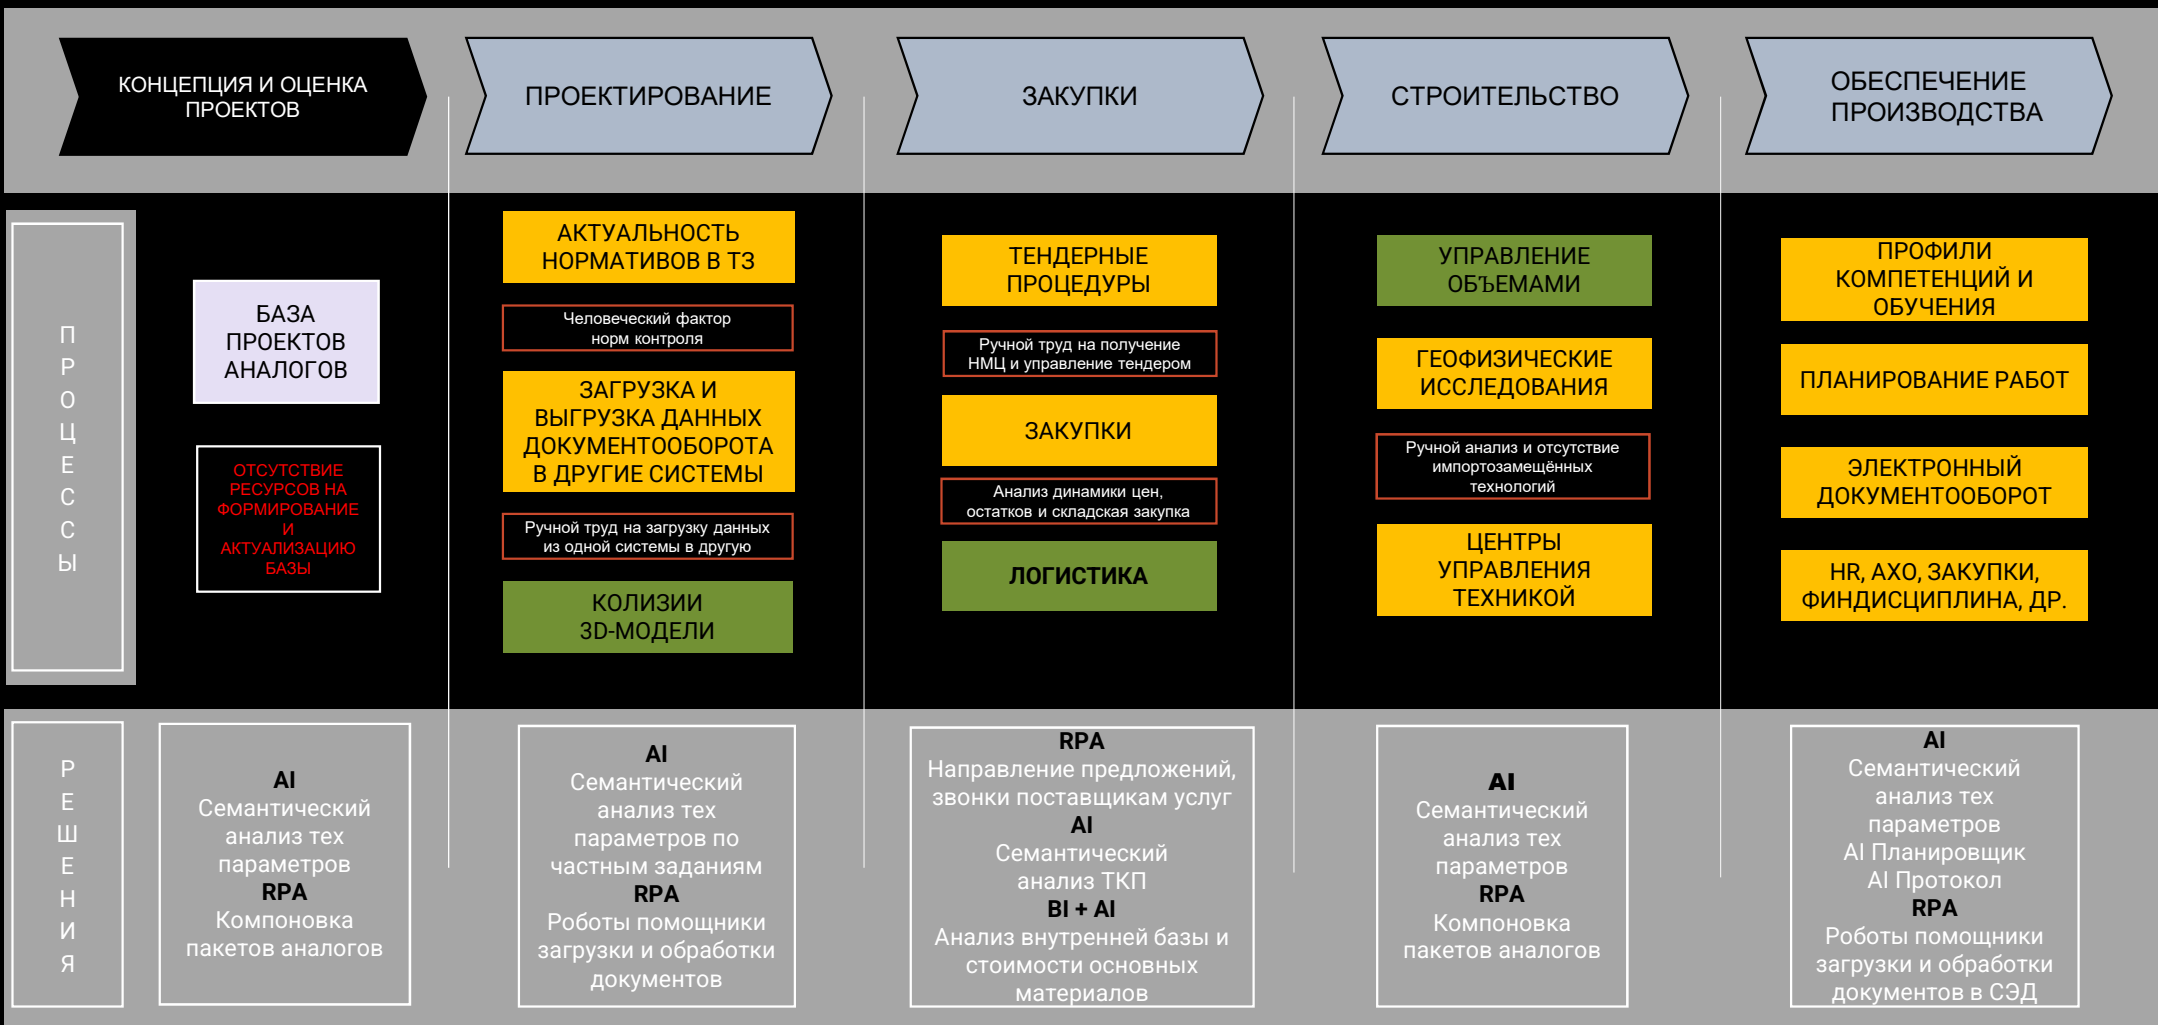 КОНЦЕПЦИЯ И ОЦЕНКА
ПРОЕКТОВ
ПРОЕКТИРОВАНИЕ
ЗАКУПКИ
СТРОИТЕЛЬСТВО
ОБЕСПЕЧЕНИЕ
ПРОИЗВОДСТВА
ПРОЦЕССЫ
БАЗА
ПРОЕКТОВ
АНАЛОГОВ
ОТСУТСТВИЕ
РЕСУРСОВ НА
ФОРМИРОВАНИЕ
И
АКТУАЛИЗАЦИЮ
БАЗЫ
АКТУАЛЬНОСТЬ
НОРМАТИВОВ В ТЗ
Человеческий фактор
норм контроля
ЗАГРУЗКА И
ВЫГРУЗКА ДАННЫХ
ДОКУМЕНТООБОРОТА
В ДРУГИЕ СИСТЕМЫ
Ручной труд на загрузку данных
из одной системы в другую
КОЛИЗИИ
3D-МОДЕЛИ
ТЕНДЕРНЫЕ
ПРОЦЕДУРЫ
Ручной труд на получение
НМЦ и управление тендером
ЗАКУПКИ
Анализ динамики цен,
остатков и складская закупка
ЛОГИСТИКА
УПРАВЛЕНИЕ
ОБЪЕМАМИ
ГЕОФИЗИЧЕСКИЕ
ИССЛЕДОВАНИЯ
Ручной анализ и отсутствие
импортозамещённых
технологий
ЦЕНТРЫ
УПРАВЛЕНИЯ
ТЕХНИКОЙ
ПРОФИЛИ
КОМПЕТЕНЦИЙ И
ОБУЧЕНИЯ
ПЛАНИРОВАНИЕ РАБОТ
ЭЛЕКТРОННЫЙ
ДОКУМЕНТООБОРОТ
HR, АХО, ЗАКУПКИ,
ФИНДИСЦИПЛИНА, ДР.
РЕШЕНИЯ
AI
Семантический
анализ тех
параметров
RPA
Компоновка
пакетов аналогов
AI
Семантический
анализ тех
параметров по
частным заданиям
RPA
Роботы помощники
загрузки и обработки
документов
RPA
Направление предложений,
звонки поставщикам услуг
AI
Семантический
анализ ТКП
BI + AI
Анализ внутренней базы и
стоимости основных
материалов
AI
Семантический
анализ тех
параметров
RPA
Компоновка
пакетов аналогов
AI
Семантический
анализ тех
параметров
AI Планировщик
AI Протокол
RPA
Роботы помощники
загрузки и обработки
документов в СЭД